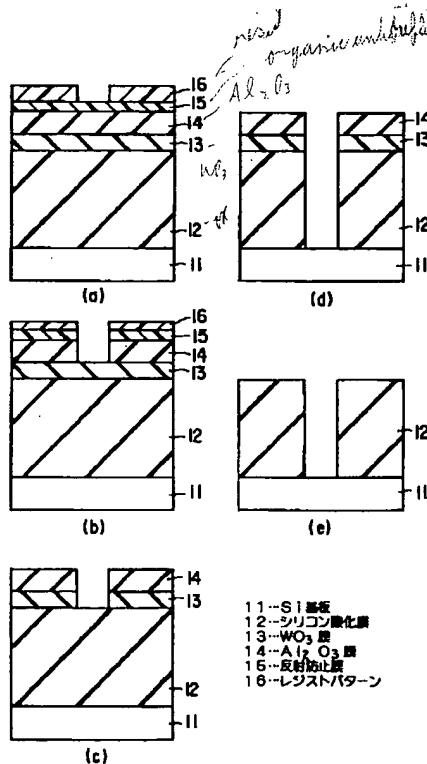 Al₂O₃
WO₃
16
15
14
13
12
11
(a)
14
13
12
11
(d)
16
15
14
13
12
11
(b)
12
11
(e)
14
13
12
11
(c)
11…Si基板
12…シリコン酸化膜
13…WO₃膜
14…Al₂O₃膜
15…反射防止膜
16…レジストパターン